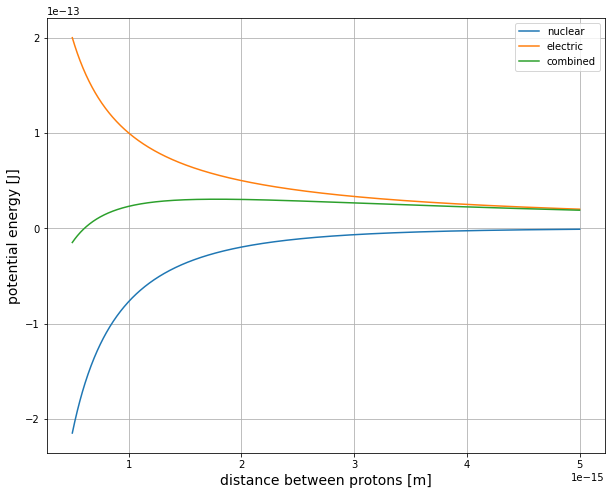 1e−13
2
1
0
−1
−2
potential energy [J]
nuclear
electric
combined
1
2
3
4
5
1e−15
distance between protons [m]